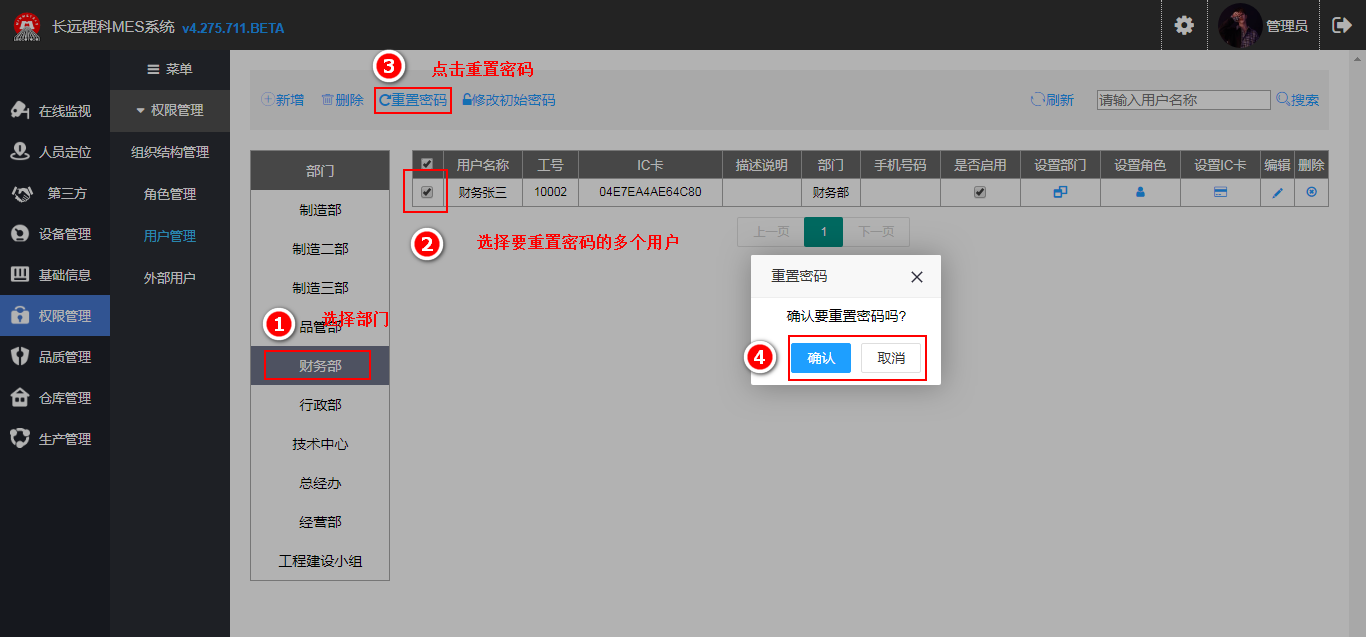 长远锂科MES系统 v4.275.711.BETA
管理员
在线监视
人员定位
第三方
设备管理
基础信息
权限管理
品质管理
仓库管理
生产管理
菜单
权限管理
组织结构管理
角色管理
用户管理
外部用户
3 点击重置密码
新增 删除 重置密码 修改初始密码
刷新 请输入用户名称 搜索
部门
制造部
制造二部
制造三部
品管部
1 选择部门
财务部
行政部
技术中心
总经办
经营部
工程建设小组
用户名称 工号 IC卡 描述说明 部门 手机号码 是否启用 设置部门 设置角色 设置IC卡 编辑 删除
财务张三 10002 04E7EA4AE64C80 财务部
上一页 1 下一页
2 选择要重置密码的多个用户
重置密码
确认要重置密码吗?
4 确认 取消